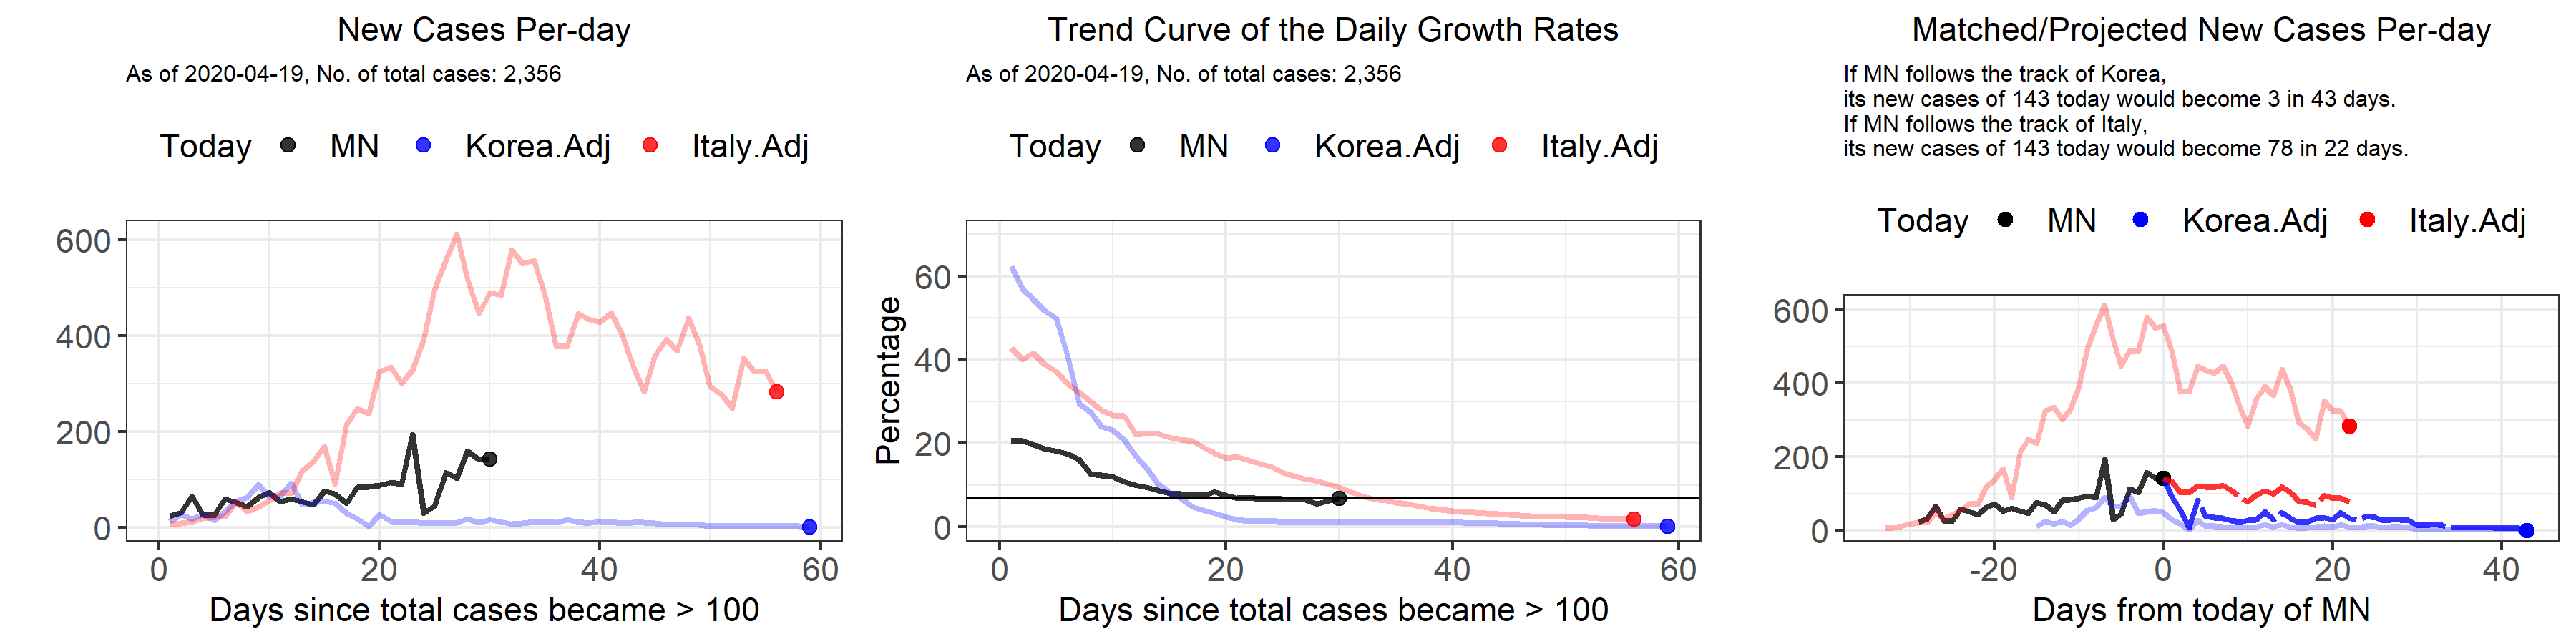 New Cases Per-day
As of 2020-04-19, No. of total cases: 2,356
Today MN Korea.Adj Italy.Adj
600
400
200
0
0 20 40 60
Days since total cases became > 100
Trend Curve of the Daily Growth Rates
As of 2020-04-19, No. of total cases: 2,356
Today MN Korea.Adj Italy.Adj
Percentage
60
40
20
0
0 20 40 60
Days since total cases became > 100
Matched/Projected New Cases Per-day
If MN follows the track of Korea,
its new cases of 143 today would become 3 in 43 days.
If MN follows the track of Italy,
its new cases of 143 today would become 78 in 22 days.
Today MN Korea.Adj Italy.Adj
600
400
200
0
-20 0 20 40
Days from today of MN